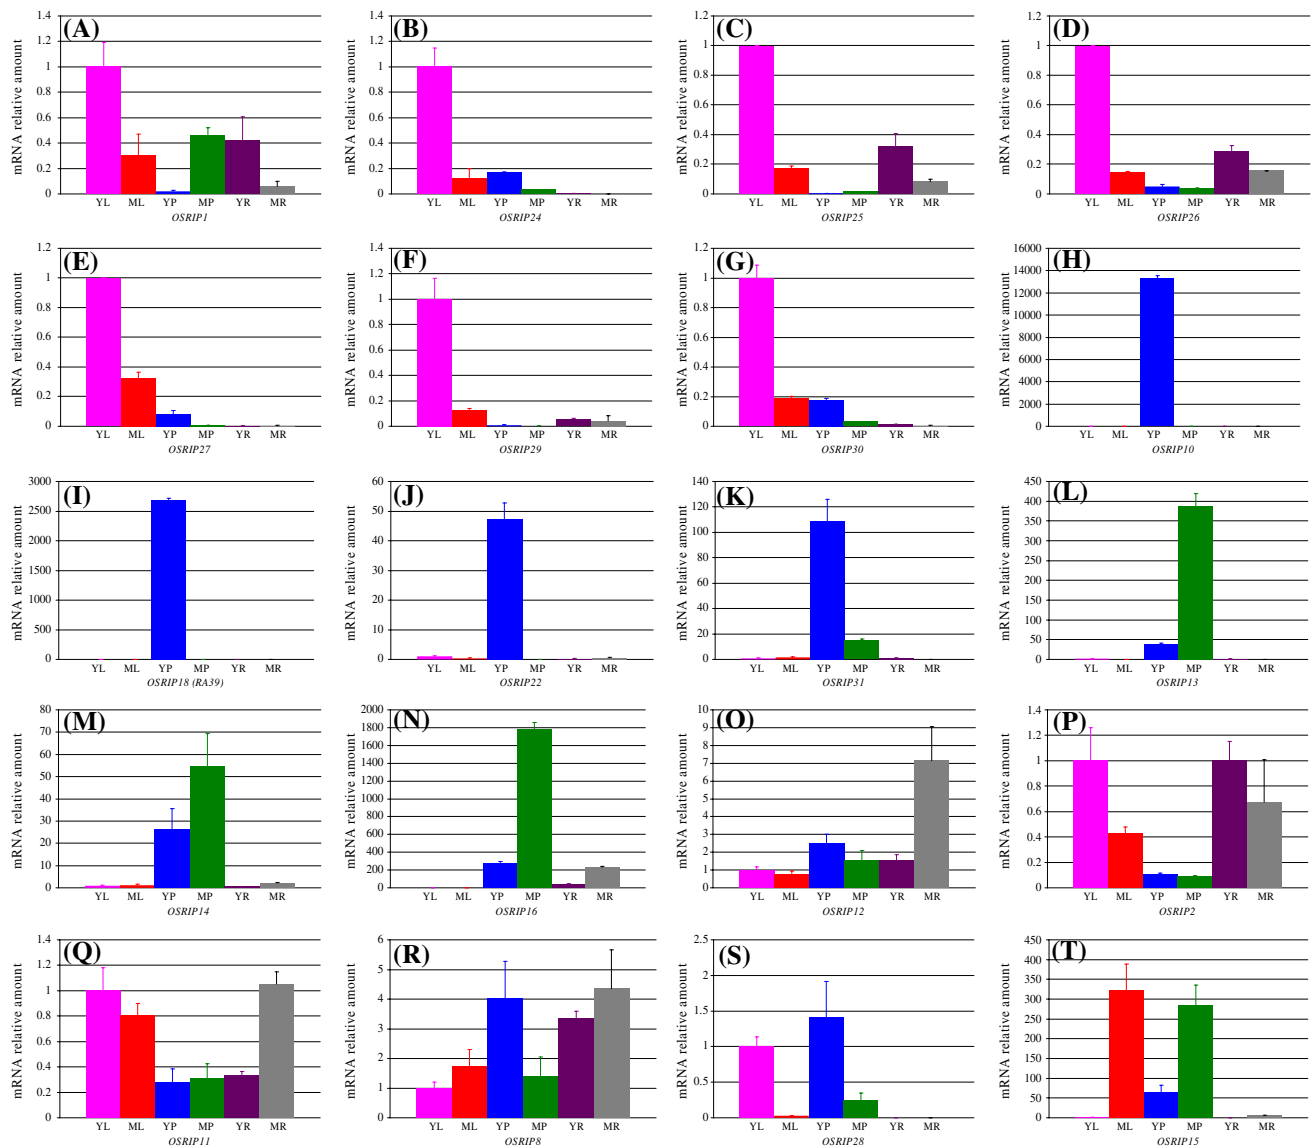 (A)
mRNA relative amount
1.4
1.2
1
0.8
0.6
0.4
0.2
0
YL ML YP MP YR MR
OSRIP1
(B)
mRNA relative amount
1.4
1.2
1
0.8
0.6
0.4
0.2
0
YL ML YP MP YR MR
OSRIP24
(C)
mRNA relative amount
1.2
1
0.8
0.6
0.4
0.2
0
YL ML YP MP YR MR
OSRIP25
(D)
mRNA relative amount
1.2
1
0.8
0.6
0.4
0.2
0
YL ML YP MP YR MR
OSRIP26
(E)
mRNA relative amount
1.2
1
0.8
0.6
0.4
0.2
0
YL ML YP MP YR MR
OSRIP27
(F)
mRNA relative amount
1.4
1.2
1
0.8
0.6
0.4
0.2
0
YL ML YP MP YR MR
OSRIP29
(G)
mRNA relative amount
1.2
1
0.8
0.6
0.4
0.2
0
YL ML YP MP YR MR
OSRIP30
(H)
mRNA relative amount
16000
14000
12000
10000
8000
6000
4000
2000
0
YL ML YP MP YR MR
OSRIP10
(I)
mRNA relative amount
3000
2500
2000
1500
1000
500
0
YL ML YP MP YR MR
OSRIP18 (RA39)
(J)
mRNA relative amount
60
50
40
30
20
10
0
YL ML YP MP YR MR
OSRIP22
(K)
mRNA relative amount
140
120
100
80
60
40
20
0
YL ML YP MP YR MR
OSRIP31
(L)
mRNA relative amount
450
400
350
300
250
200
150
100
50
0
YL ML YP MP YR MR
OSRIP13
(M)
mRNA relative amount
80
70
60
50
40
30
20
10
0
YL ML YP MP YR MR
OSRIP14
(N)
mRNA relative amount
2000
1800
1600
1400
1200
1000
800
600
400
200
0
YL ML YP MP YR MR
OSRIP16
(O)
mRNA relative amount
10
9
8
7
6
5
4
3
2
1
0
YL ML YP MP YR MR
OSRIP12
(P)
mRNA relative amount
1.4
1.2
1
0.8
0.6
0.4
0.2
0
YL ML YP MP YR MR
OSRIP2
(Q)
mRNA relative amount
1.4
1.2
1
0.8
0.6
0.4
0.2
0
YL ML YP MP YR MR
OSRIP11
(R)
mRNA relative amount
6
5
4
3
2
1
0
YL ML YP MP YR MR
OSRIP8
(S)
mRNA relative amount
2.5
2
1.5
1
0.5
0
YL ML YP MP YR MR
OSRIP28
(T)
mRNA relative amount
450
400
350
300
250
200
150
100
50
0
YL ML YP MP YR MR
OSRIP15